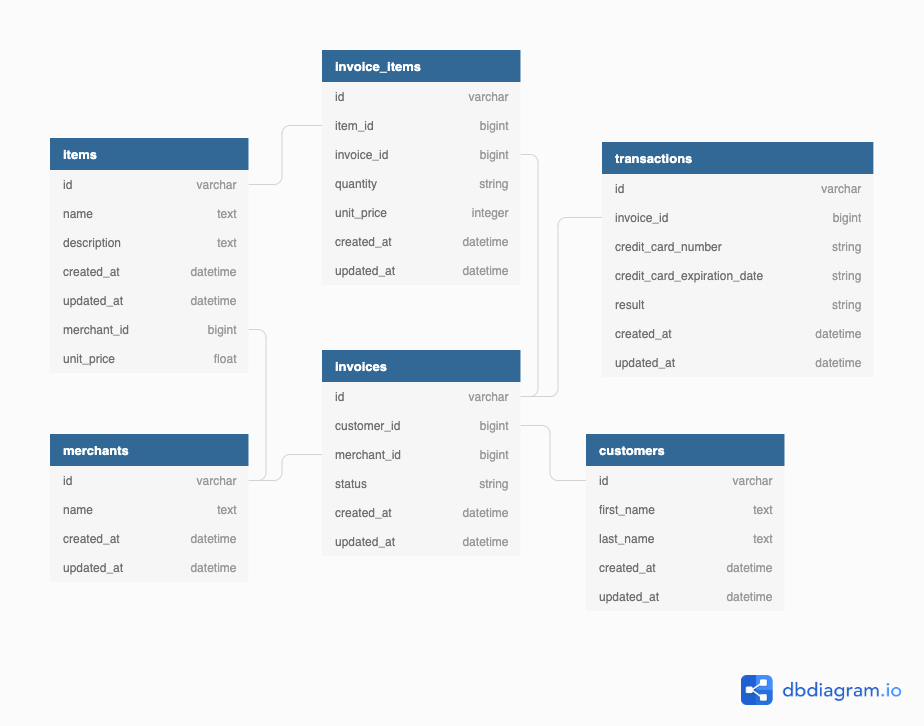 invoice_items
id varchar
item_id bigint
invoice_id bigint
quantity string
unit_price integer
created_at datetime
updated_at datetime
items
id varchar
name text
description text
created_at datetime
updated_at datetime
merchant_id bigint
unit_price float
transactions
id varchar
invoice_id bigint
credit_card_number string
credit_card_expiration_date string
result string
created_at datetime
updated_at datetime
invoices
id varchar
customer_id bigint
merchant_id bigint
status string
created_at datetime
updated_at datetime
merchants
id varchar
name text
created_at datetime
updated_at datetime
customers
id varchar
first_name text
last_name text
created_at datetime
updated_at datetime
dbdiagram.io